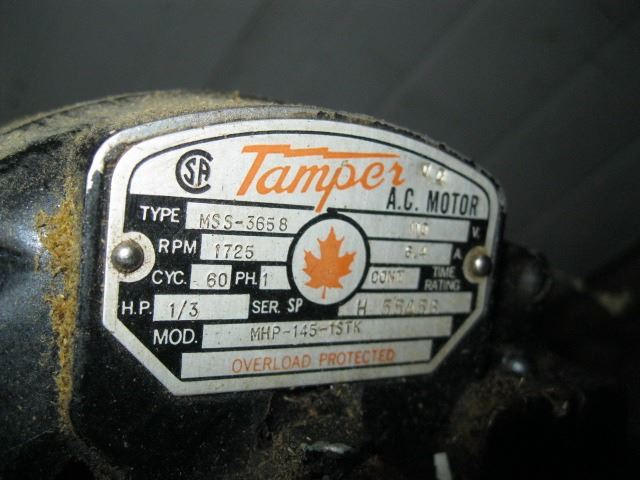 CSA Tamper
A.C. MOTOR
TYPE MSS-3658 V.
RPM 1725 A.
CYC. 60 PH. 1 CONT TIME RATING
H.P. 1/3 SER. SP H
MOD. MHP-145-1STK
OVERLOAD PROTECTED